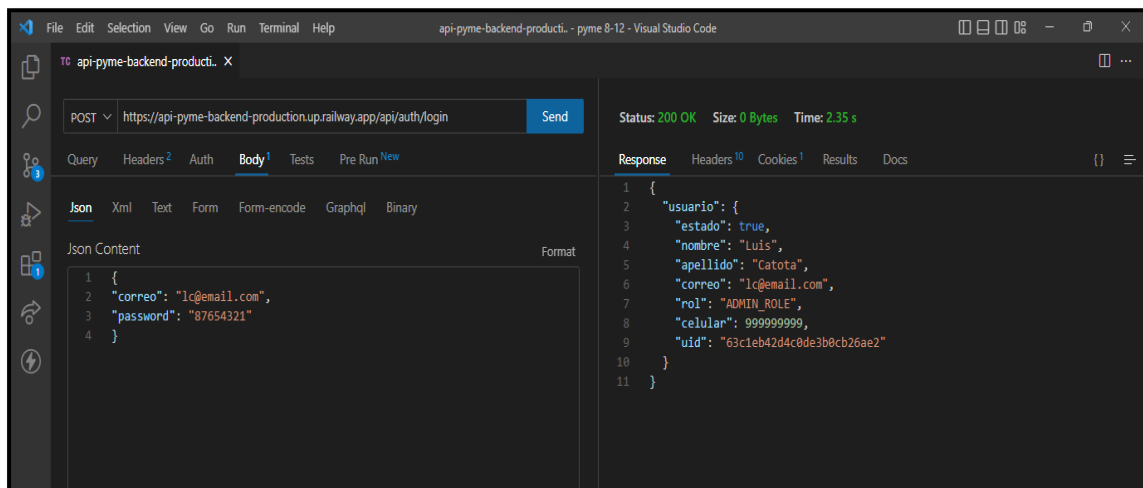 File Edit Selection View Go Run Terminal Help api-pyme-backend-producti.. - pyme 8-12 - Visual Studio Code
TC api-pyme-backend-producti.. X
POST https://api-pyme-backend-production.up.railway.app/api/auth/login Send
Status: 200 OK Size: 0 Bytes Time: 2.35 s
Query Headers 2 Auth Body 1 Tests Pre Run New
Response Headers 10 Cookies 1 Results Docs {}
Json Xml Text Form Form-encode Graphql Binary
Json Content Format
1 {
2 "correo": "lc@email.com",
3 "password": "87654321"
4 }
1 {
2 "usuario": {
3 "estado": true,
4 "nombre": "Luis",
5 "apellido": "Catota",
6 "correo": "lc@email.com",
7 "rol": "ADMIN_ROLE",
8 "celular": 999999999,
9 "uid": "63c1eb42d4c0de3b0cb26ae2"
10 }
11 }
3
1